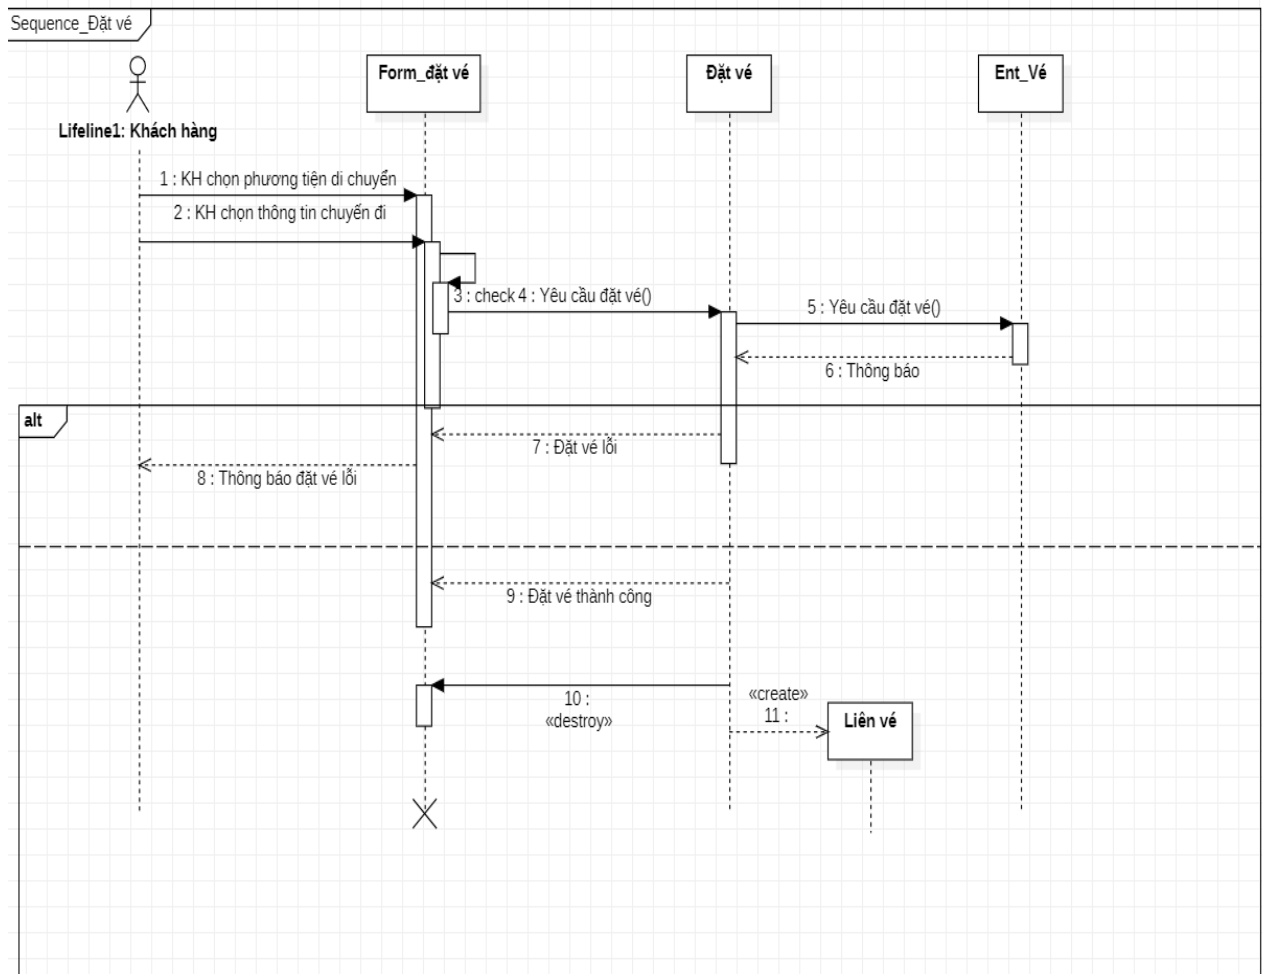 Sequence_Đặt vé
Form_đặt vé
Đặt vé
Ent_Vé
Lifeline1: Khách hàng
1 : KH chọn phương tiện di chuyển
2 : KH chọn thông tin chuyến đi
3 : check
4 : Yêu cầu đặt vé()
5 : Yêu cầu đặt vé()
6 : Thông báo
alt
7 : Đặt vé lỗi
8 : Thông báo đặt vé lỗi
9 : Đặt vé thành công
10 :
«destroy»
«create»
11 :
Liên vé